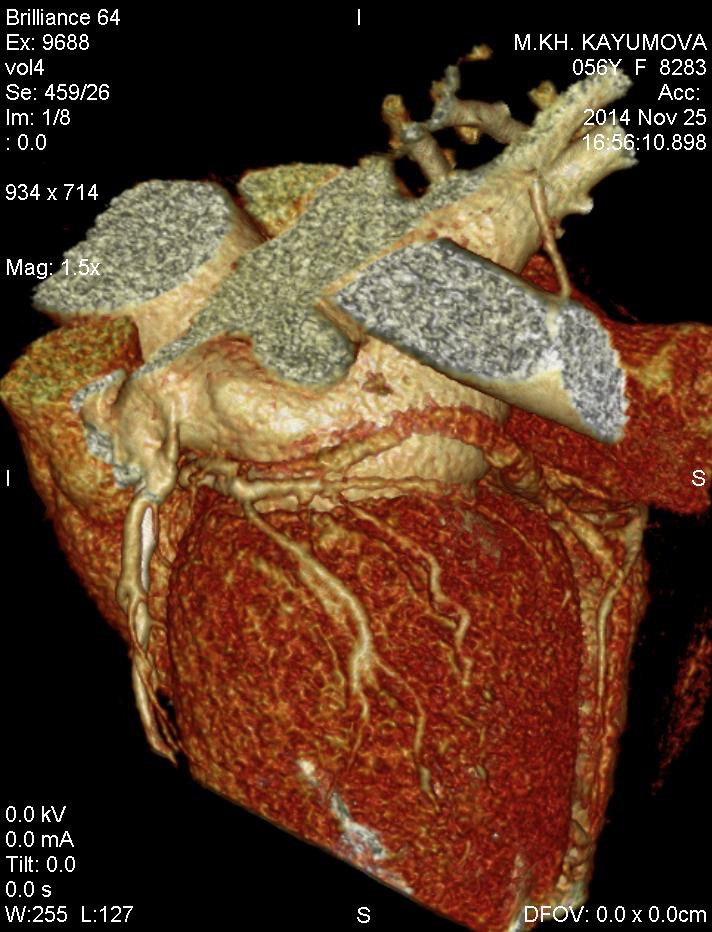 Brilliance 64
Ex: 9688
vol4
Se: 459/26
Im: 1/8
: 0.0
934 x 714
Mag: 1.5x
I
M.KH. KAYUMOVA
056Y F 8283
Acc:
2014 Nov 25
16:56:10.898
I
S
0.0 kV
0.0 mA
Tilt: 0.0
0.0 s
W:255 L:127
S
DFOV: 0.0 x 0.0cm